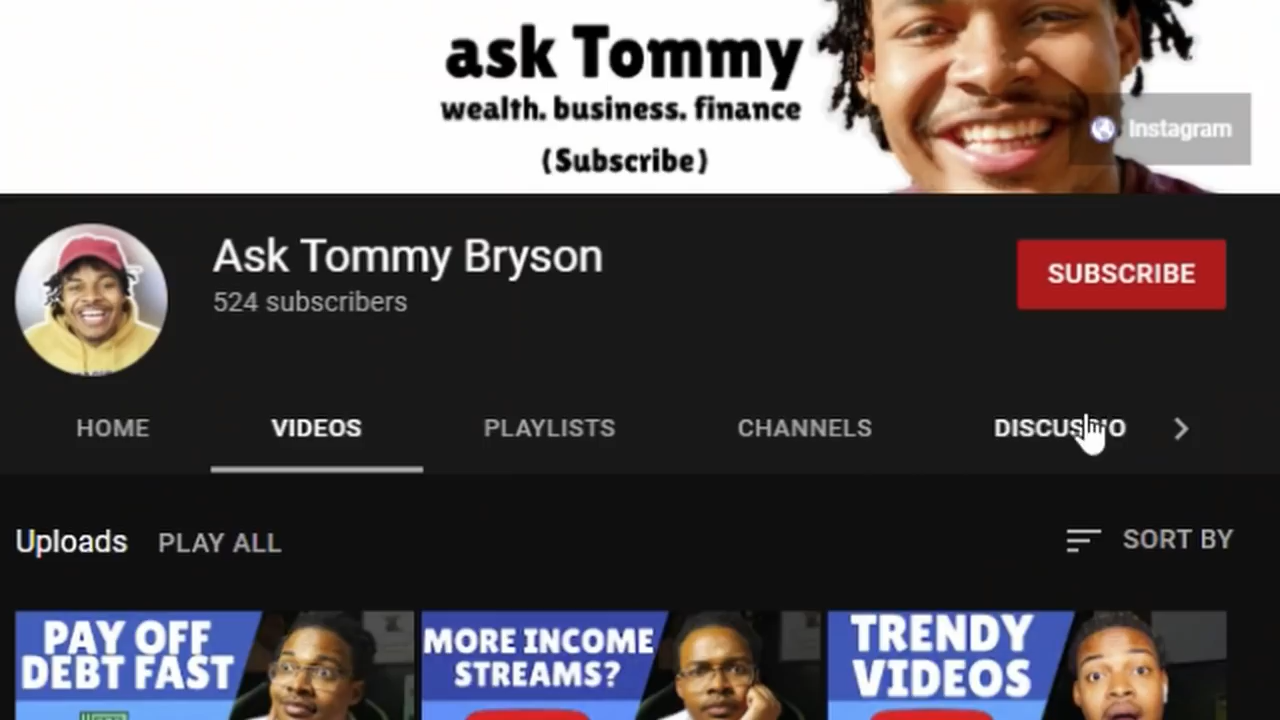 ask Tommy
wealth. business. finance
(Subscribe)
Instagram
Ask Tommy Bryson
524 subscribers
SUBSCRIBE
HOME
VIDEOS
PLAYLISTS
CHANNELS
DISCUSSIO
Uploads
PLAY ALL
SORT BY
PAY OFF
DEBT FAST
MORE INCOME
STREAMS?
TRENDY
VIDEOS